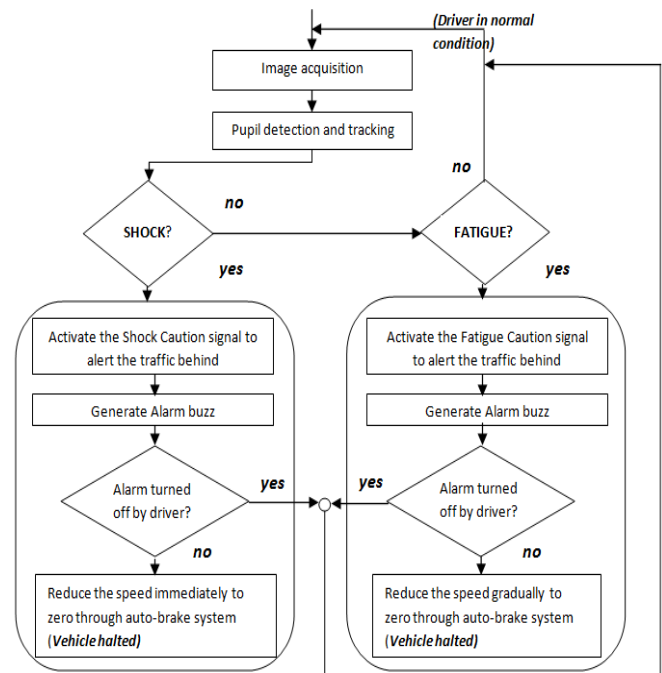 (Driver in normal
condition)
Image acquisition
Pupil detection and tracking
no
no
SHOCK?
FATIGUE?
yes
yes
Activate the Shock Caution signal to
alert the traffic behind
Activate the Fatigue Caution signal
to alert the traffic behind
Generate Alarm buzz
Generate Alarm buzz
yes
yes
Alarm turned
off by driver?
Alarm turned
off by driver?
no
no
Reduce the speed immediately to
zero through auto-brake system
(Vehicle halted)
Reduce the speed gradually to
zero through auto-brake system
(Vehicle halted)